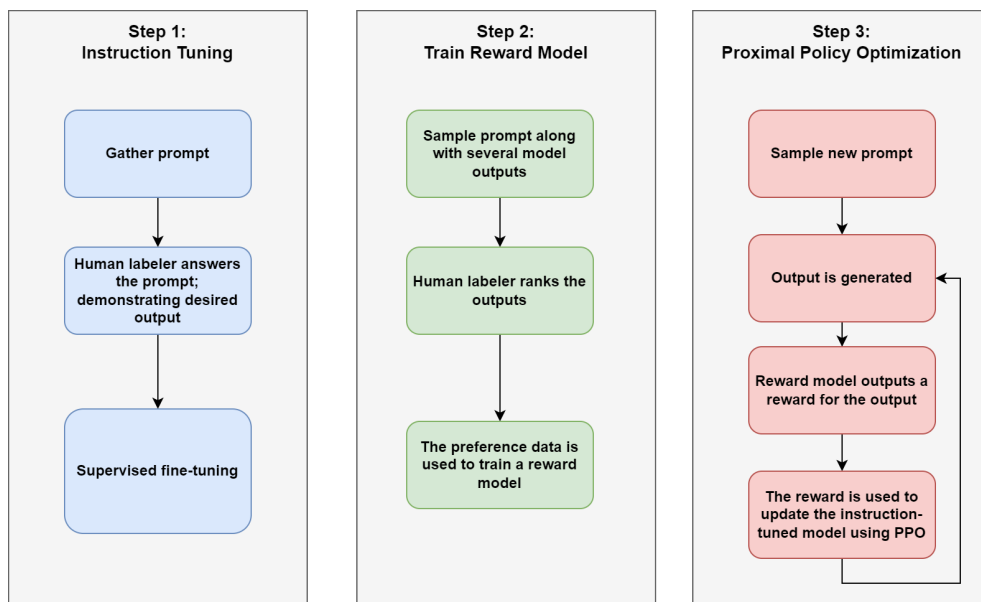 Step 1:
Instruction Tuning
Gather prompt
Human labeler answers
the prompt;
demonstrating desired
output
Supervised fine-tuning
Step 2:
Train Reward Model
Sample prompt along
with several model
outputs
Human labeler ranks the
outputs
The preference data is
used to train a reward
model
Step 3:
Proximal Policy Optimization
Sample new prompt
Output is generated
Reward model outputs a
reward for the output
The reward is used to
update the instruction-
tuned model using PPO